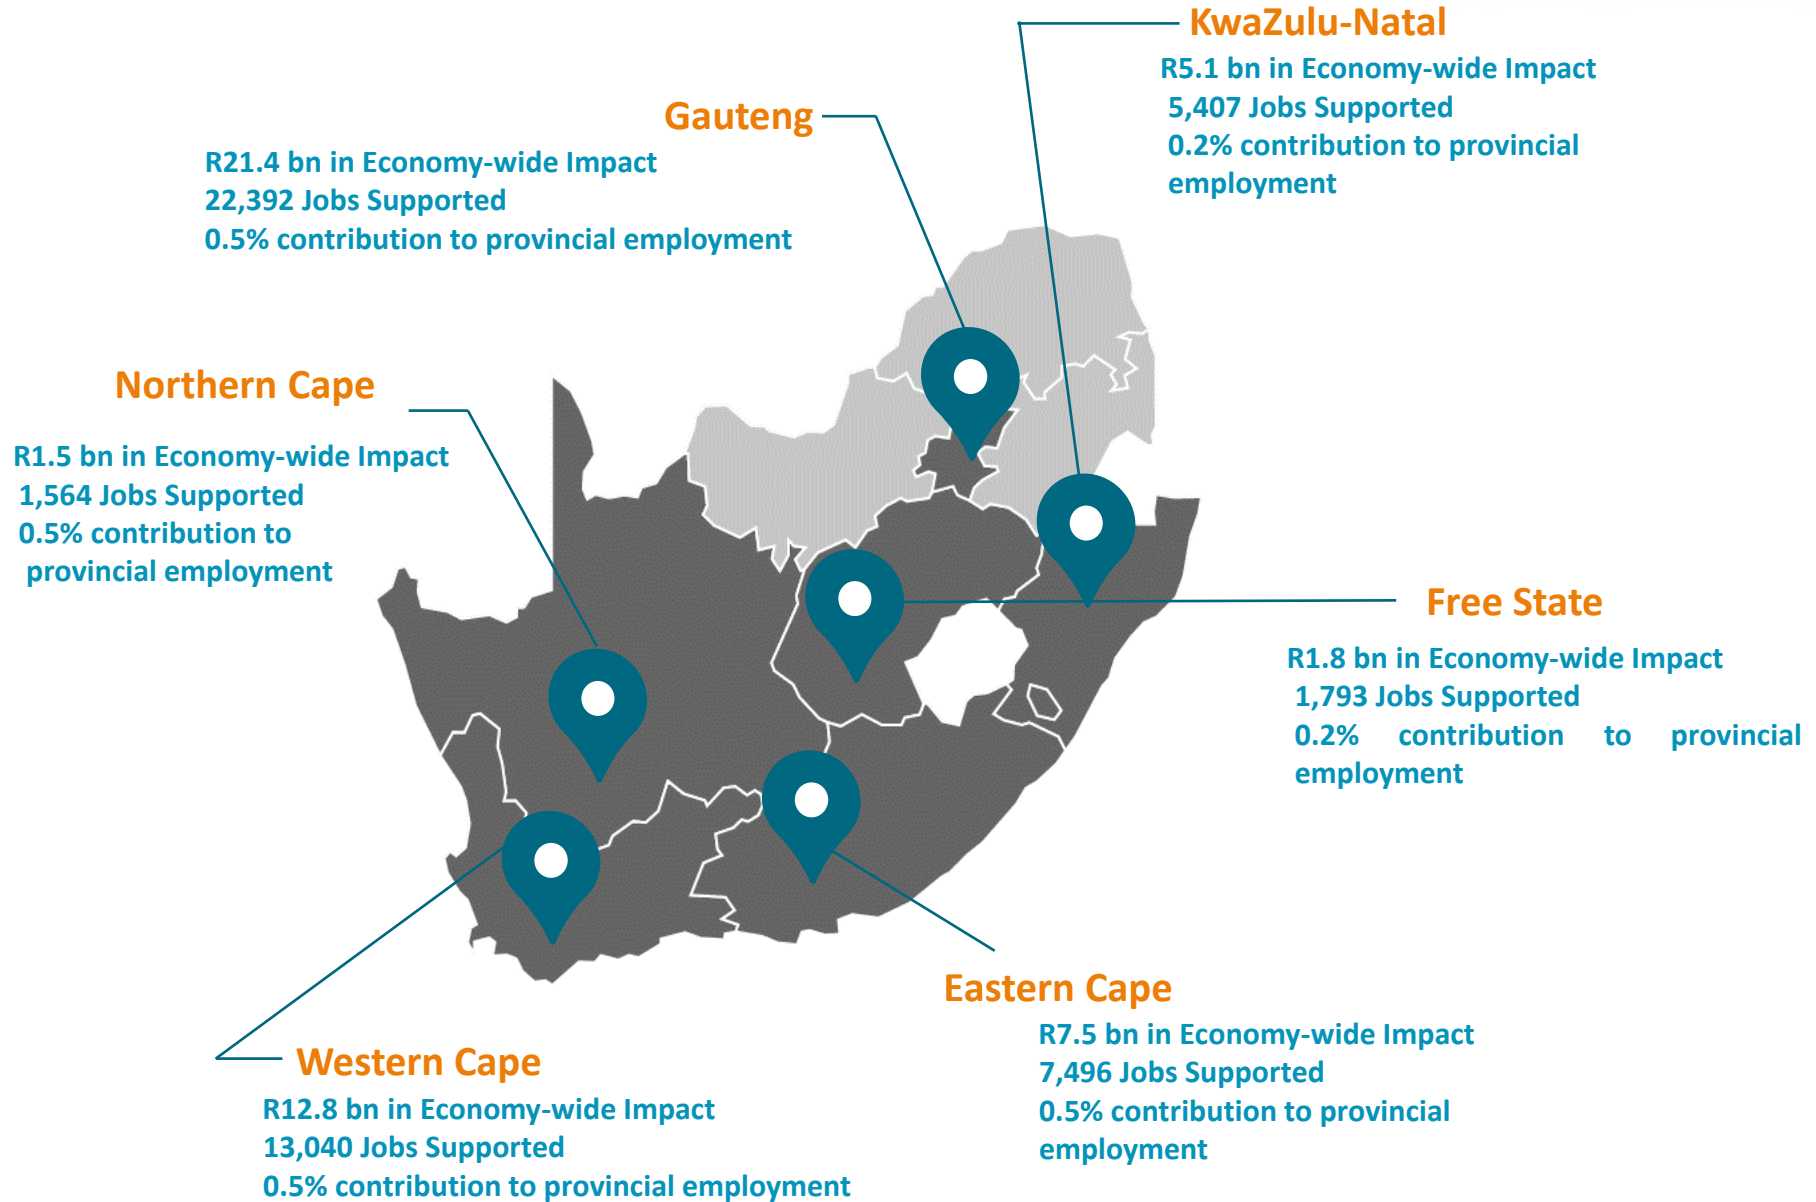 KwaZulu-Natal
R5.1 bn in Economy-wide Impact
5,407 Jobs Supported
0.2% contribution to provincial
employment
Gauteng
R21.4 bn in Economy-wide Impact
22,392 Jobs Supported
0.5% contribution to provincial employment
Northern Cape
R1.5 bn in Economy-wide Impact
1,564 Jobs Supported
0.5% contribution to
provincial employment
Free State
R1.8 bn in Economy-wide Impact
1,793 Jobs Supported
0.2% contribution to provincial
employment
Eastern Cape
R7.5 bn in Economy-wide Impact
7,496 Jobs Supported
0.5% contribution to provincial
employment
Western Cape
R12.8 bn in Economy-wide Impact
13,040 Jobs Supported
0.5% contribution to provincial employment